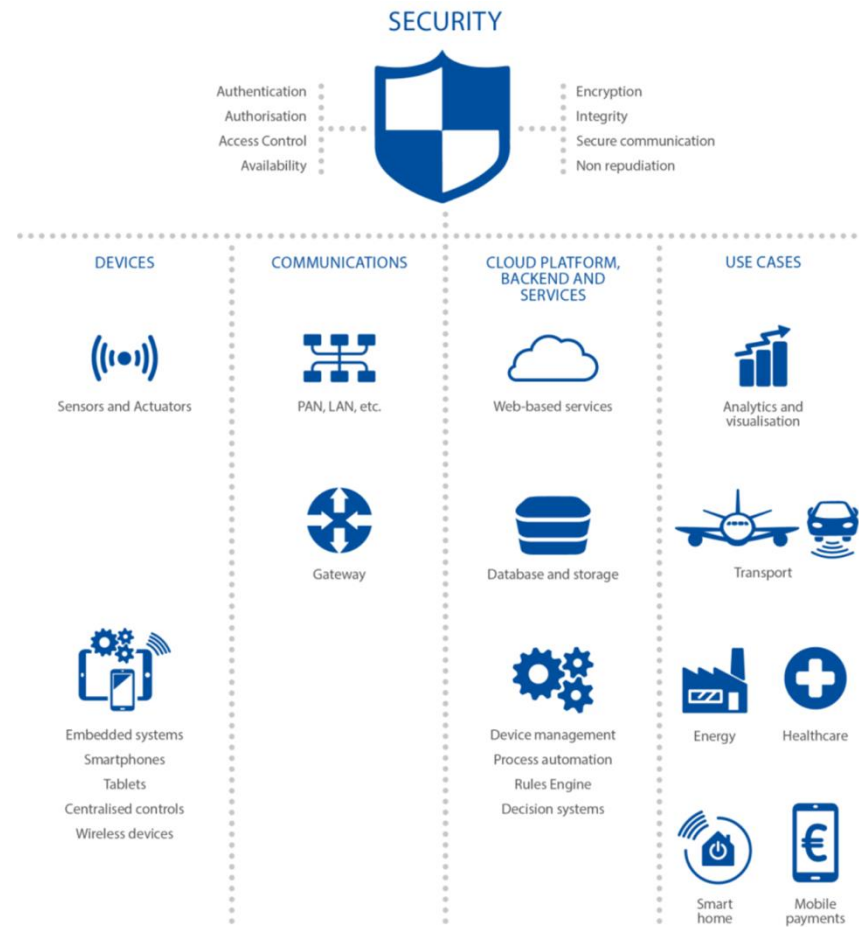 SECURITY
Authentication
Authorisation
Access Control
Availability
Encryption
Integrity
Secure communication
Non repudiation
DEVICES
Sensors and Actuators
Embedded systems
Smartphones
Tablets
Centralised controls
Wireless devices
COMMUNICATIONS
PAN, LAN, etc.
Gateway
CLOUD PLATFORM,
BACKEND AND
SERVICES
Web-based services
Database and storage
Device management
Process automation
Rules Engine
Decision systems
USE CASES
Analytics and
visualisation
Transport
Energy
Healthcare
Smart
home
€
Mobile
payments